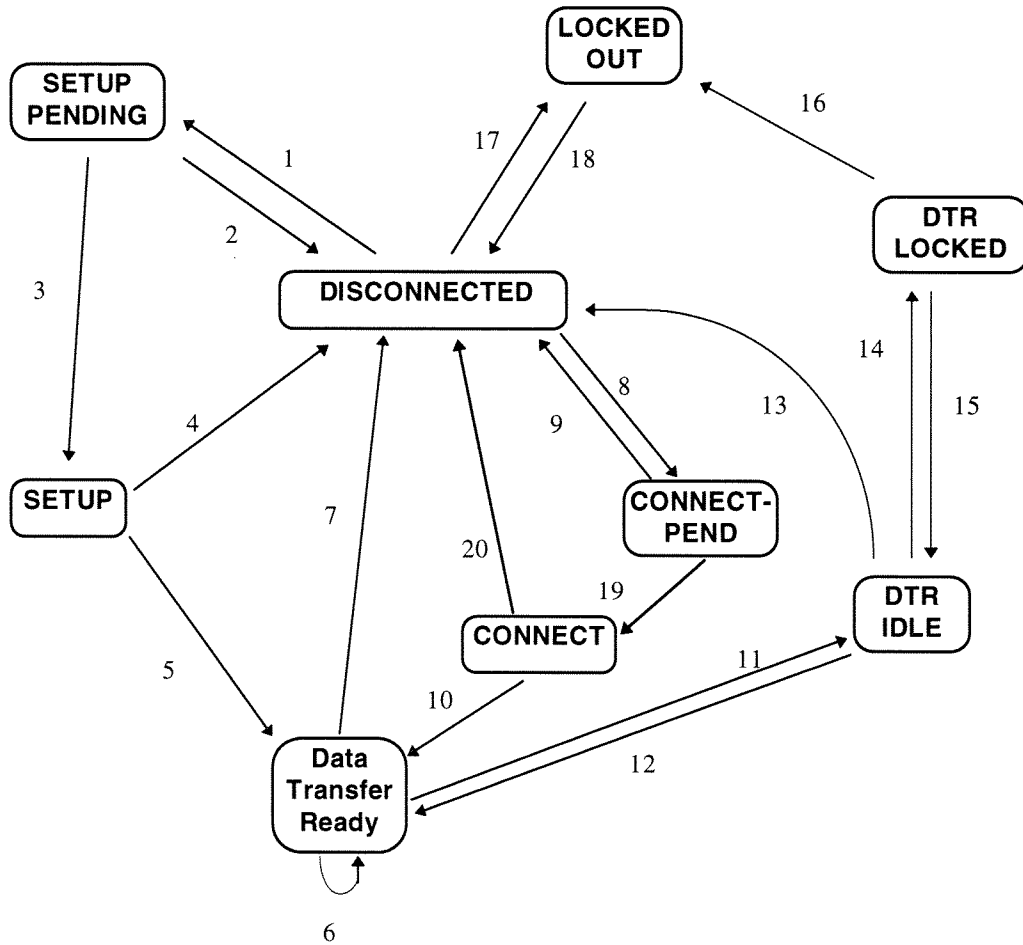 LOCKED
OUT
SETUP
PENDING
16
17
1
18
DTR
LOCKED
2
3
DISCONNECTED
14
8
13
15
9
4
SETUP
CONNECT-
PEND
7
20
19
DTR
IDLE
CONNECT
5
11
10
Data
Transfer
Ready
12
6